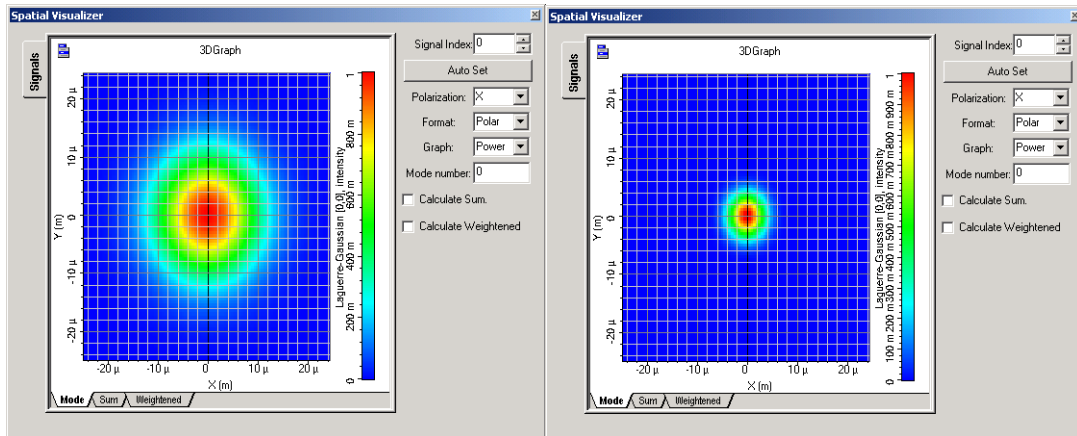 Spatial Visualizer
Signals
3DGraph
Y (m)
20 µ
10 µ
0
-10 µ
-20 µ
-20 µ
-10 µ
0
10 µ
20 µ
X (m)
Laguerre-Gaussian [0,0], intensity
0
200 m
400 m
600 m
800 m
1
Mode
Sum
Weightened
Signal Index: 0
Auto Set
Polarization: X
Format: Polar
Graph: Power
Mode number: 0
Calculate Sum.
Calculate Weightened
Spatial Visualizer
Signals
3DGraph
Y (m)
20 µ
10 µ
0
-10 µ
-20 µ
-20 µ
-10 µ
0
10 µ
20 µ
X (m)
Laguerre-Gaussian [0,0], intensity
0
100 m
200 m
300 m
400 m
500 m
600 m
700 m
800 m
900 m
1
Mode
Sum
Weightened
Signal Index: 0
Auto Set
Polarization: X
Format: Polar
Graph: Power
Mode number: 0
Calculate Sum.
Calculate Weightened